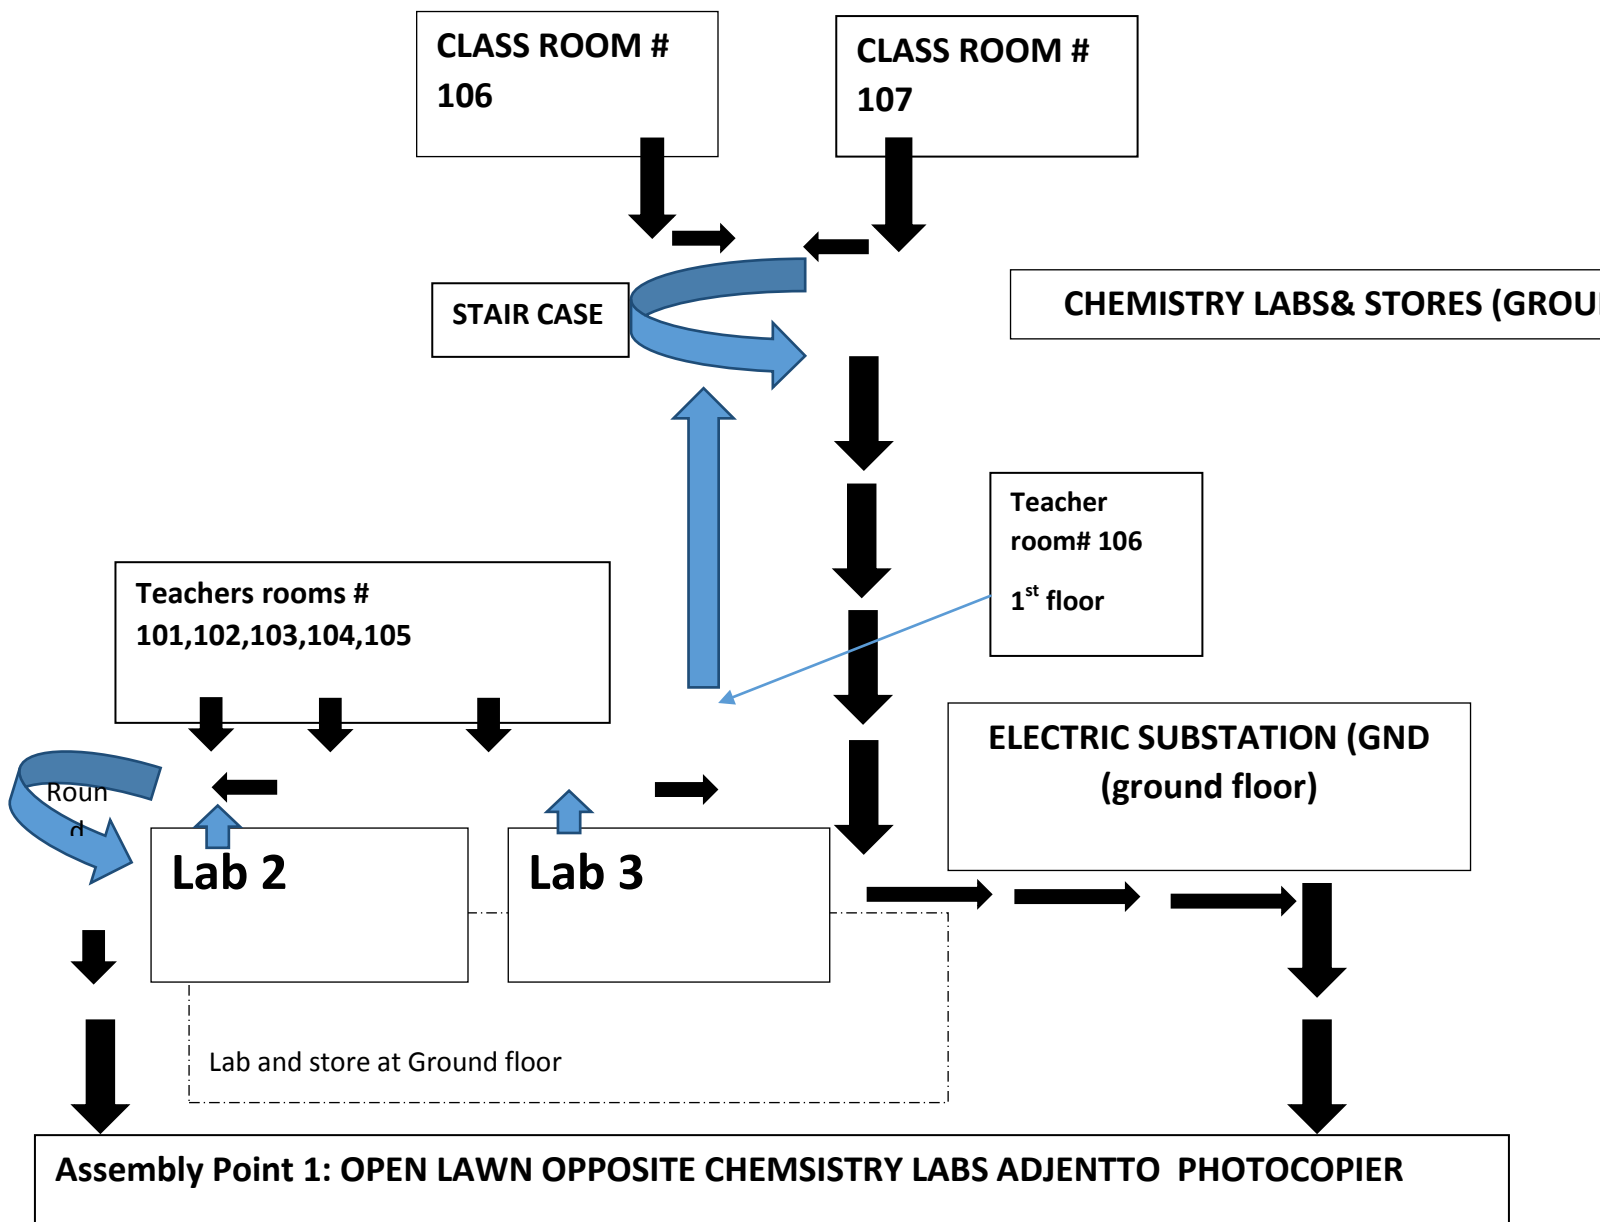 CLASS ROOM #
106
CLASS ROOM #
107
STAIR CASE
CHEMISTRY LABS& STORES (GROU
Teacher
room# 106
1st floor
Teachers rooms #
101,102,103,104,105
ELECTRIC SUBSTATION (GND
(ground floor)
Roun
d
Lab 2
Lab 3
Lab and store at Ground floor
Assembly Point 1: OPEN LAWN OPPOSITE CHEMSISTRY LABS ADJENTTO PHOTOCOPIER